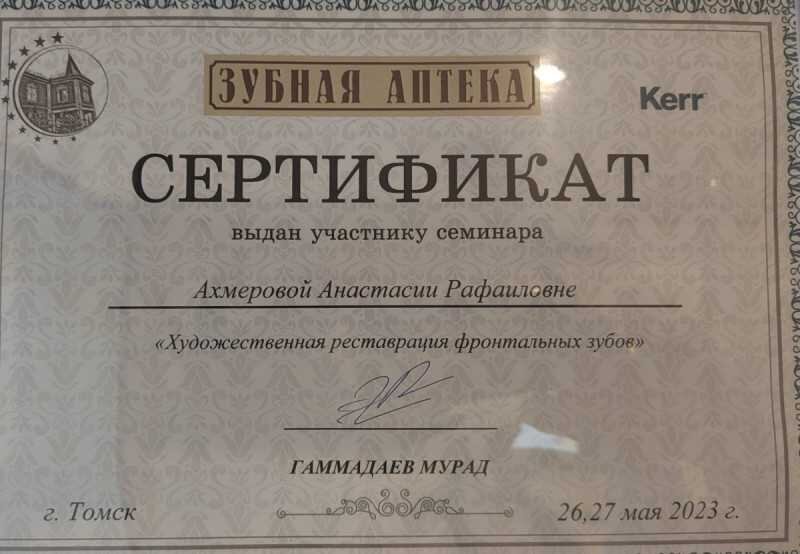 ЗУБНАЯ АПТЕКА
Kerr
СЕРТИФИКАТ
выдан участнику семинара
Ахмеровой Анастасии Рафаиловне
«Художественная реставрация фронтальных зубов»
ГАММАДАЕВ МУРАД
г. Томск
26,27 мая 2023 г.